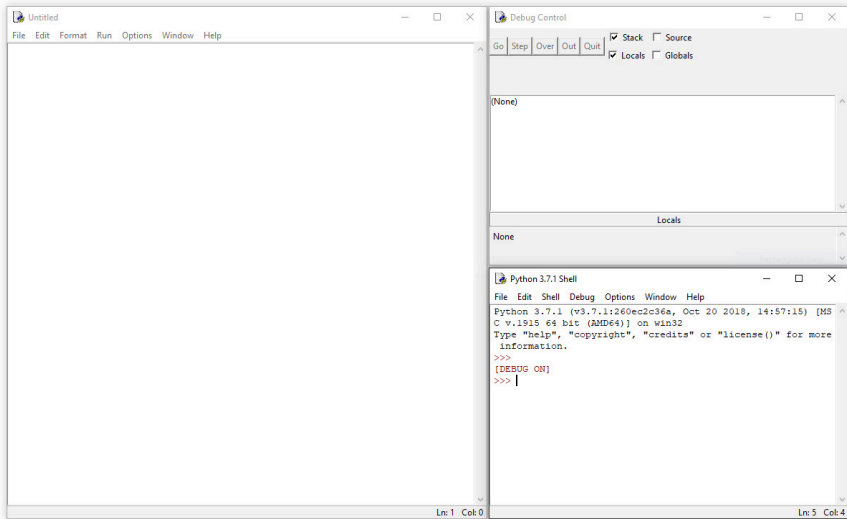 Untitled
File Edit Format Run Options Window Help
Ln: 1 Col: 0
Debug Control
Go Step Over Out Quit
Stack Source
Locals Globals
(None)
Locals
None
Python 3.7.1 Shell
File Edit Shell Debug Options Window Help
Python 3.7.1 (v3.7.1:260ec2c36a, Oct 20 2018, 14:57:15) [MS
C v.1915 64 bit (AMD64)] on win32
Type "help", "copyright", "credits" or "license()" for more
 information.
>>>
[DEBUG ON]
>>>
Ln: 5 Col: 4